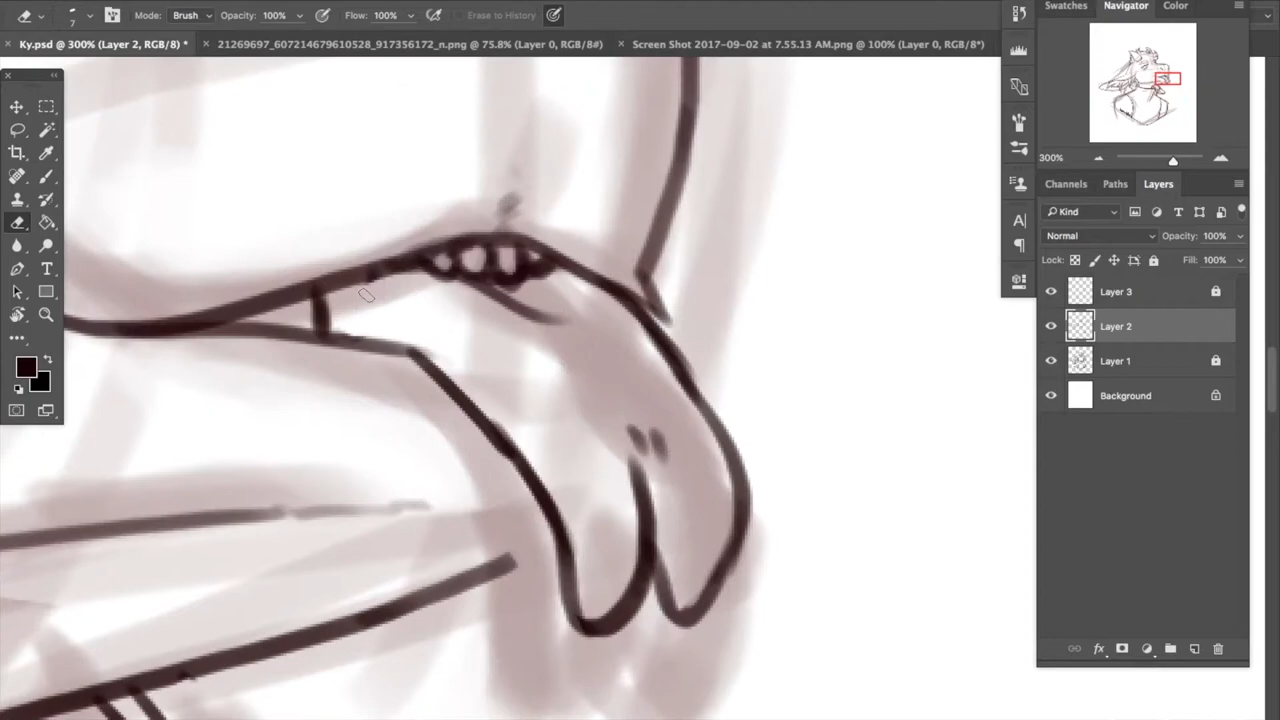 7 Mode: Brush Opacity: 100% Flow: 100% Erase to History
Ky.psd @ 300% (Layer 2, RGB/8) * 21269697_607214679610528_917356172_n.png @ 75.8% (Layer 0, RGB/8#) Screen Shot 2017-09-02 at 7.55.13 AM.png @ 100% (Layer 0, RGB/8*)
Swatches Navigator Color
300%
Channels Paths Layers
Kind
Normal Opacity: 100%
Lock: Fill: 100%
Layer 3
Layer 2
Layer 1
Background
fx